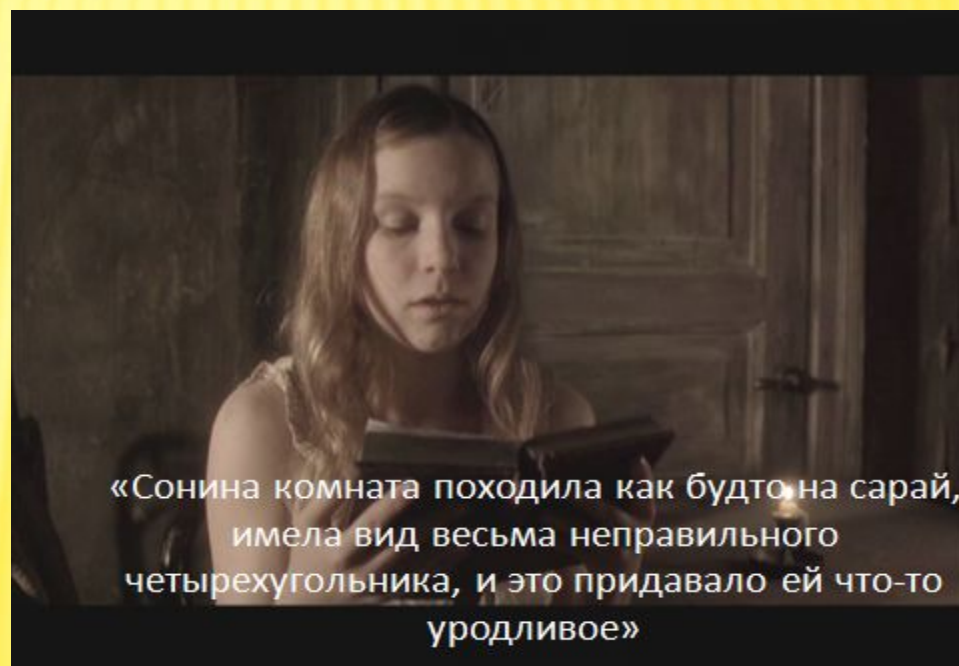 «Сонина комната походила как будто на сарай,
имела вид весьма неправильного
четырехугольника, и это придавало ей что-то
уродливое»